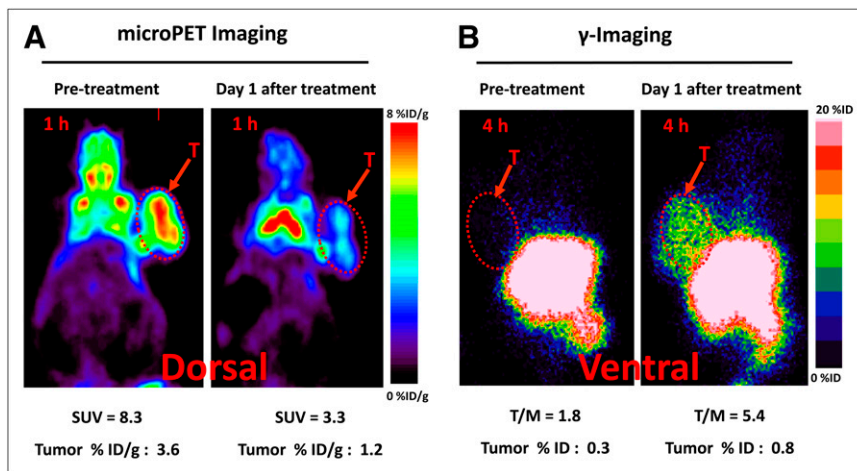 A
microPET Imaging
Pre-treatment
Day 1 after treatment
1 h
T
1 h
T
8 %ID/g
0 %ID/g
Dorsal
SUV = 8.3
SUV = 3.3
Tumor % ID/g : 3.6
Tumor % ID/g : 1.2
B
γ-Imaging
Pre-treatment
Day 1 after treatment
4 h
T
4 h
T
20 %ID
0 %ID
Ventral
T/M = 1.8
T/M = 5.4
Tumor % ID : 0.3
Tumor % ID : 0.8